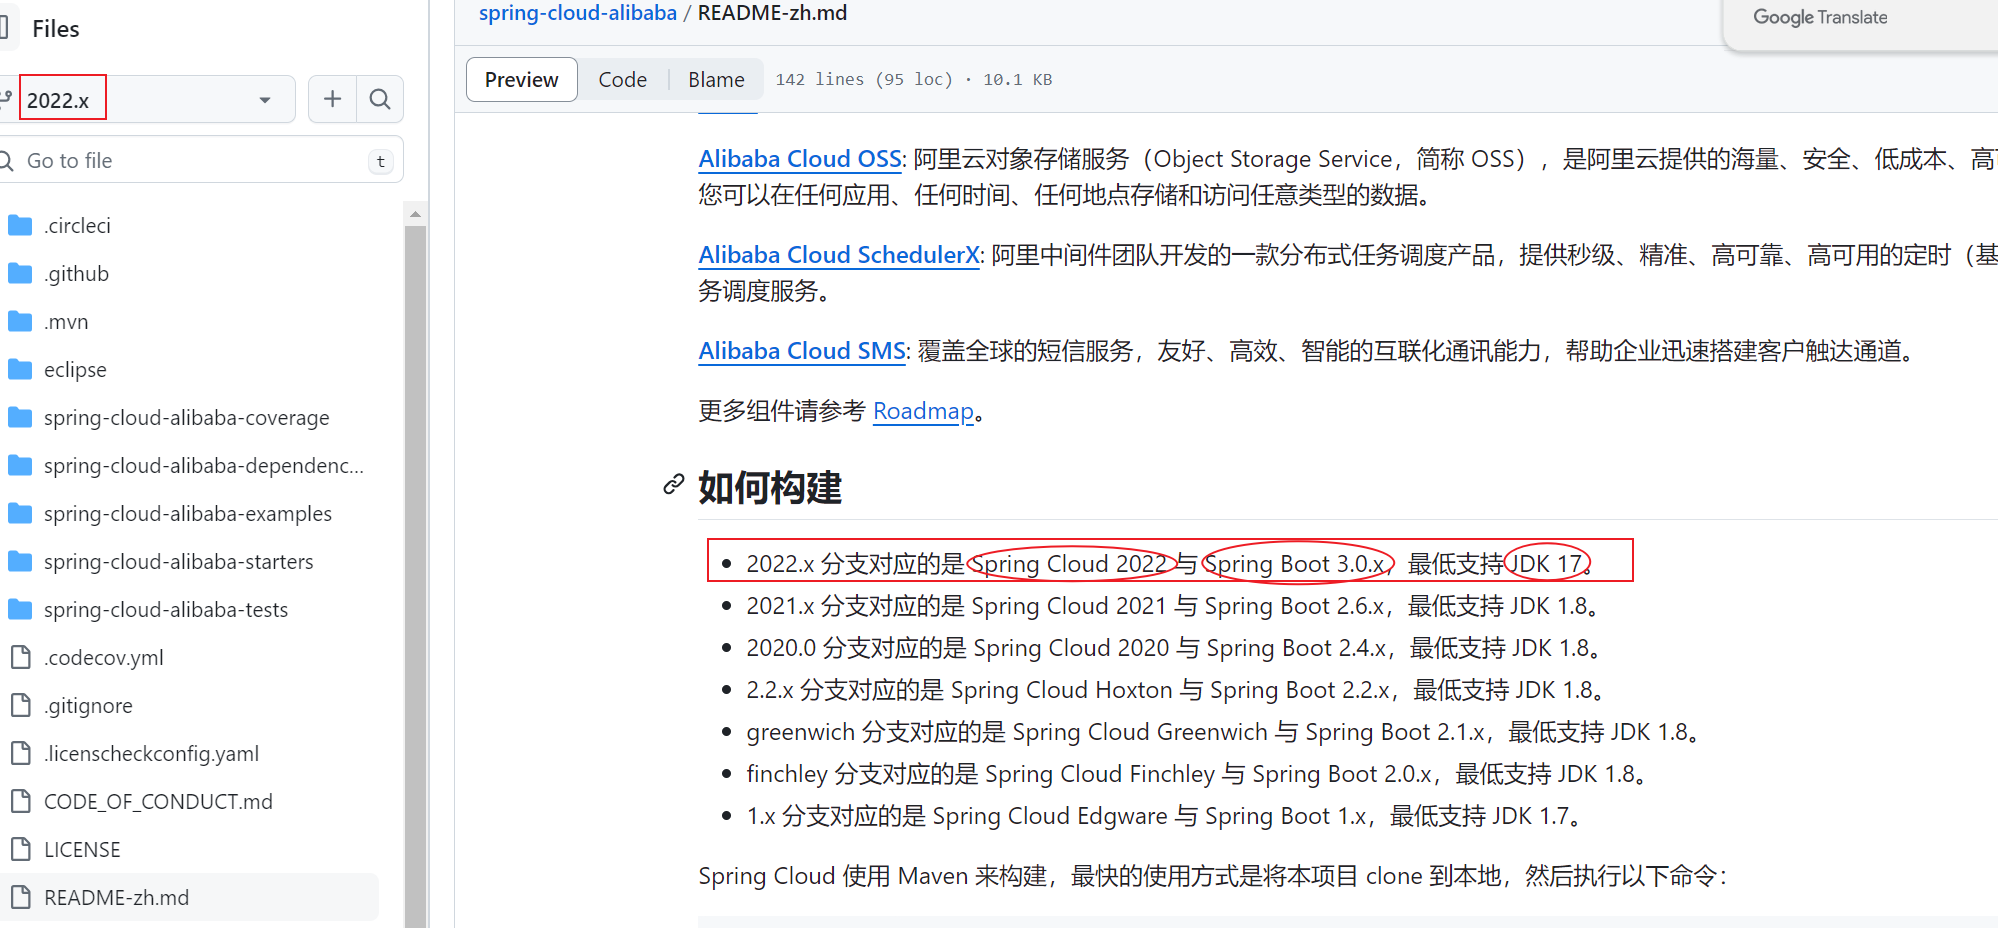 Files
2022.x
Go to file
t
.circleci
.github
.mvn
eclipse
spring-cloud-alibaba-coverage
spring-cloud-alibaba-dependenc...
spring-cloud-alibaba-examples
spring-cloud-alibaba-starters
spring-cloud-alibaba-tests
.codecov.yml
.gitignore
.licenscheckconfig.yaml
CODE_OF_CONDUCT.md
LICENSE
README-zh.md
spring-cloud-alibaba / README-zh.md
Google Translate
Preview Code Blame 142 lines (95 loc) · 10.1 KB
Alibaba Cloud OSS: 阿里云对象存储服务（Object Storage Service，简称 OSS），是阿里云提供的海量、安全、低成本、高
您可以在任何应用、任何时间、任何地点存储和访问任意类型的数据。
Alibaba Cloud SchedulerX: 阿里中间件团队开发的一款分布式任务调度产品，提供秒级、精准、高可靠、高可用的定时（基
务调度服务。
Alibaba Cloud SMS: 覆盖全球的短信服务，友好、高效、智能的互联化通讯能力，帮助企业迅速搭建客户触达通道。
更多组件请参考 Roadmap。
如何构建
• 2022.x 分支对应的是 Spring Cloud 2022 与 Spring Boot 3.0.x，最低支持 JDK 17。
• 2021.x 分支对应的是 Spring Cloud 2021 与 Spring Boot 2.6.x，最低支持 JDK 1.8。
• 2020.0 分支对应的是 Spring Cloud 2020 与 Spring Boot 2.4.x，最低支持 JDK 1.8。
• 2.2.x 分支对应的是 Spring Cloud Hoxton 与 Spring Boot 2.2.x，最低支持 JDK 1.8。
• greenwich 分支对应的是 Spring Cloud Greenwich 与 Spring Boot 2.1.x，最低支持 JDK 1.8。
• finchley 分支对应的是 Spring Cloud Finchley 与 Spring Boot 2.0.x，最低支持 JDK 1.8。
• 1.x 分支对应的是 Spring Cloud Edgware 与 Spring Boot 1.x，最低支持 JDK 1.7。
Spring Cloud 使用 Maven 来构建，最快的使用方式是将本项目 clone 到本地，然后执行以下命令：